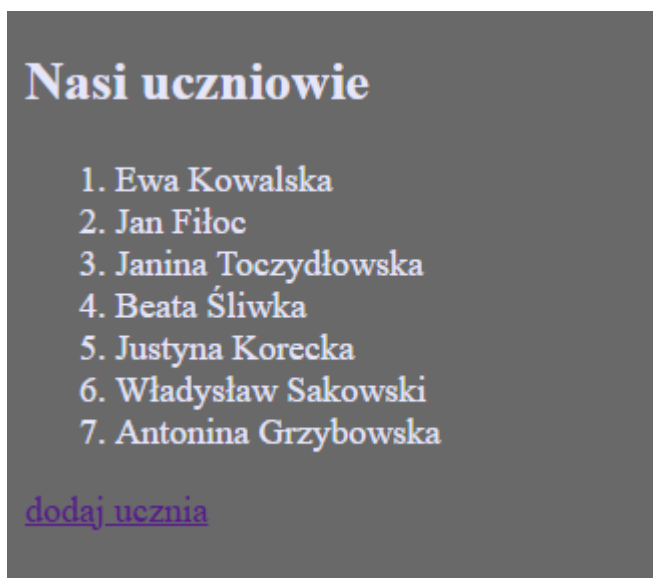 Nasi uczniowie
1. Ewa Kowalska
2. Jan Fiłoc
3. Janina Toczydłowska
4. Beata Śliwka
5. Justyna Korecka
6. Władysław Sakowski
7. Antonina Grzybowska
dodaj ucznia